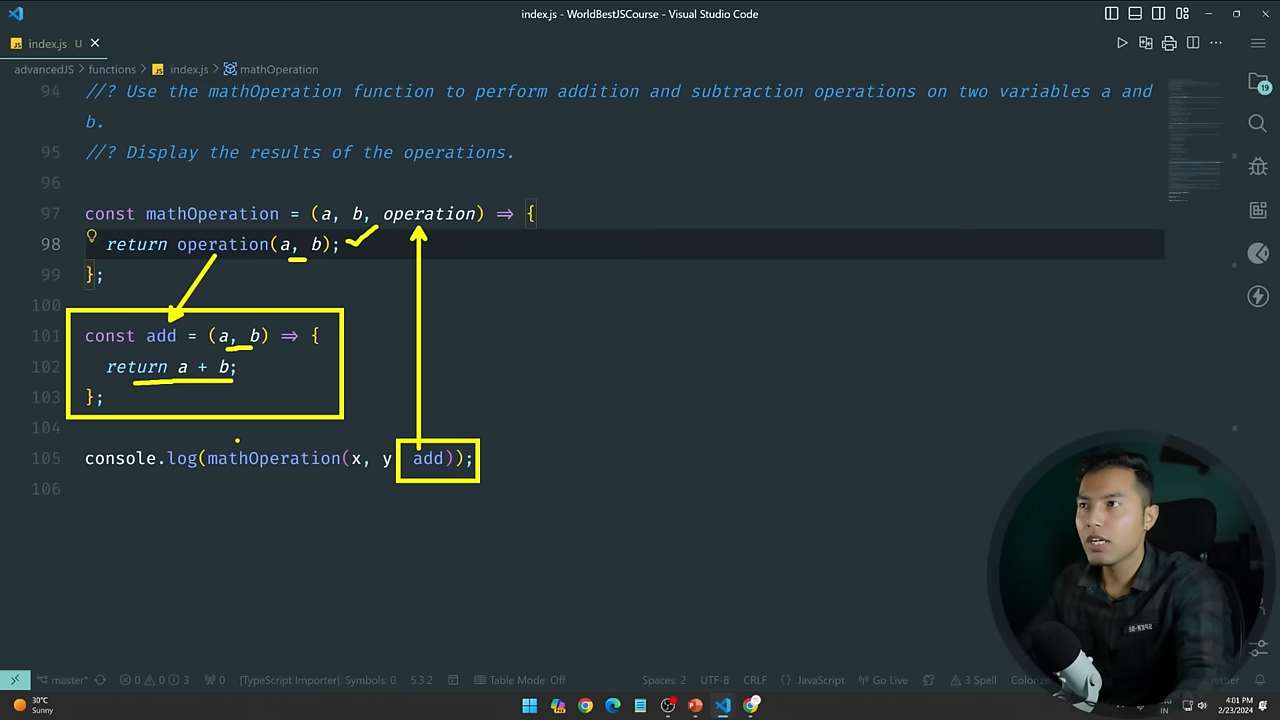 index.js - WorldBestJSCourse - Visual Studio Code
index.js U
advancedJS > functions > index.js > mathOperation
94 //? Use the mathOperation function to perform addition and subtraction operations on two variables a and
b.
95 //? Display the results of the operations.
96
97 const mathOperation = (a, b, operation) => {
98 return operation(a, b);
99 };
100
101 const add = (a, b) => {
102 return a + b;
103 };
104
105 console.log(mathOperation(x, y add));
106
19
master* 0 0 3 0 [TypeScript Importer] Symbols: 0 5.3.2 Table Mode: Off Spaces: 2 UTF-8 CRLF {} JavaScript Go Live 3 Spell
30°C
Sunny
IN
4:01 PM
2/23/2024